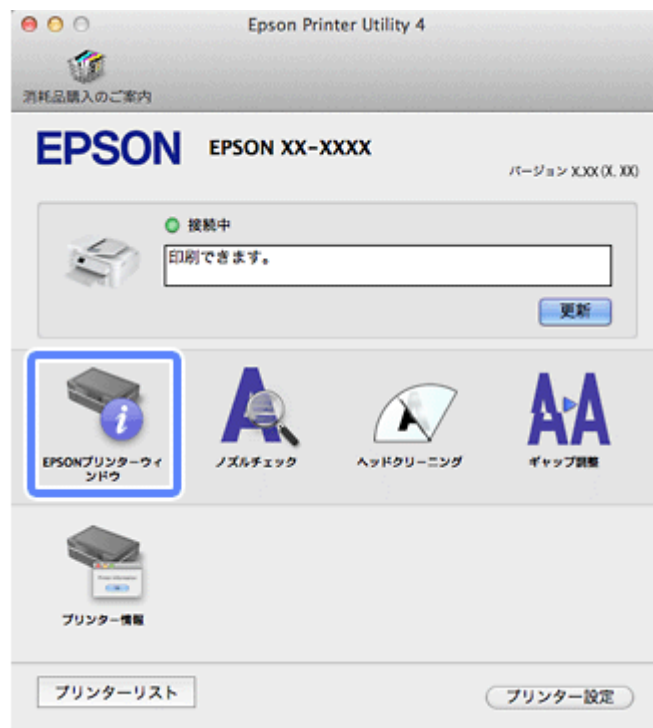 Epson Printer Utility 4
消耗品購入のご案内
EPSON
EPSON XX-XXXX
バージョン X.XX (X. XX)
接続中
印刷できます。
更新
EPSONプリンターウィ
ンドウ
ノズルチェック
ヘッドクリーニング
ギャップ調整
プリンター情報
プリンターリスト
プリンター設定